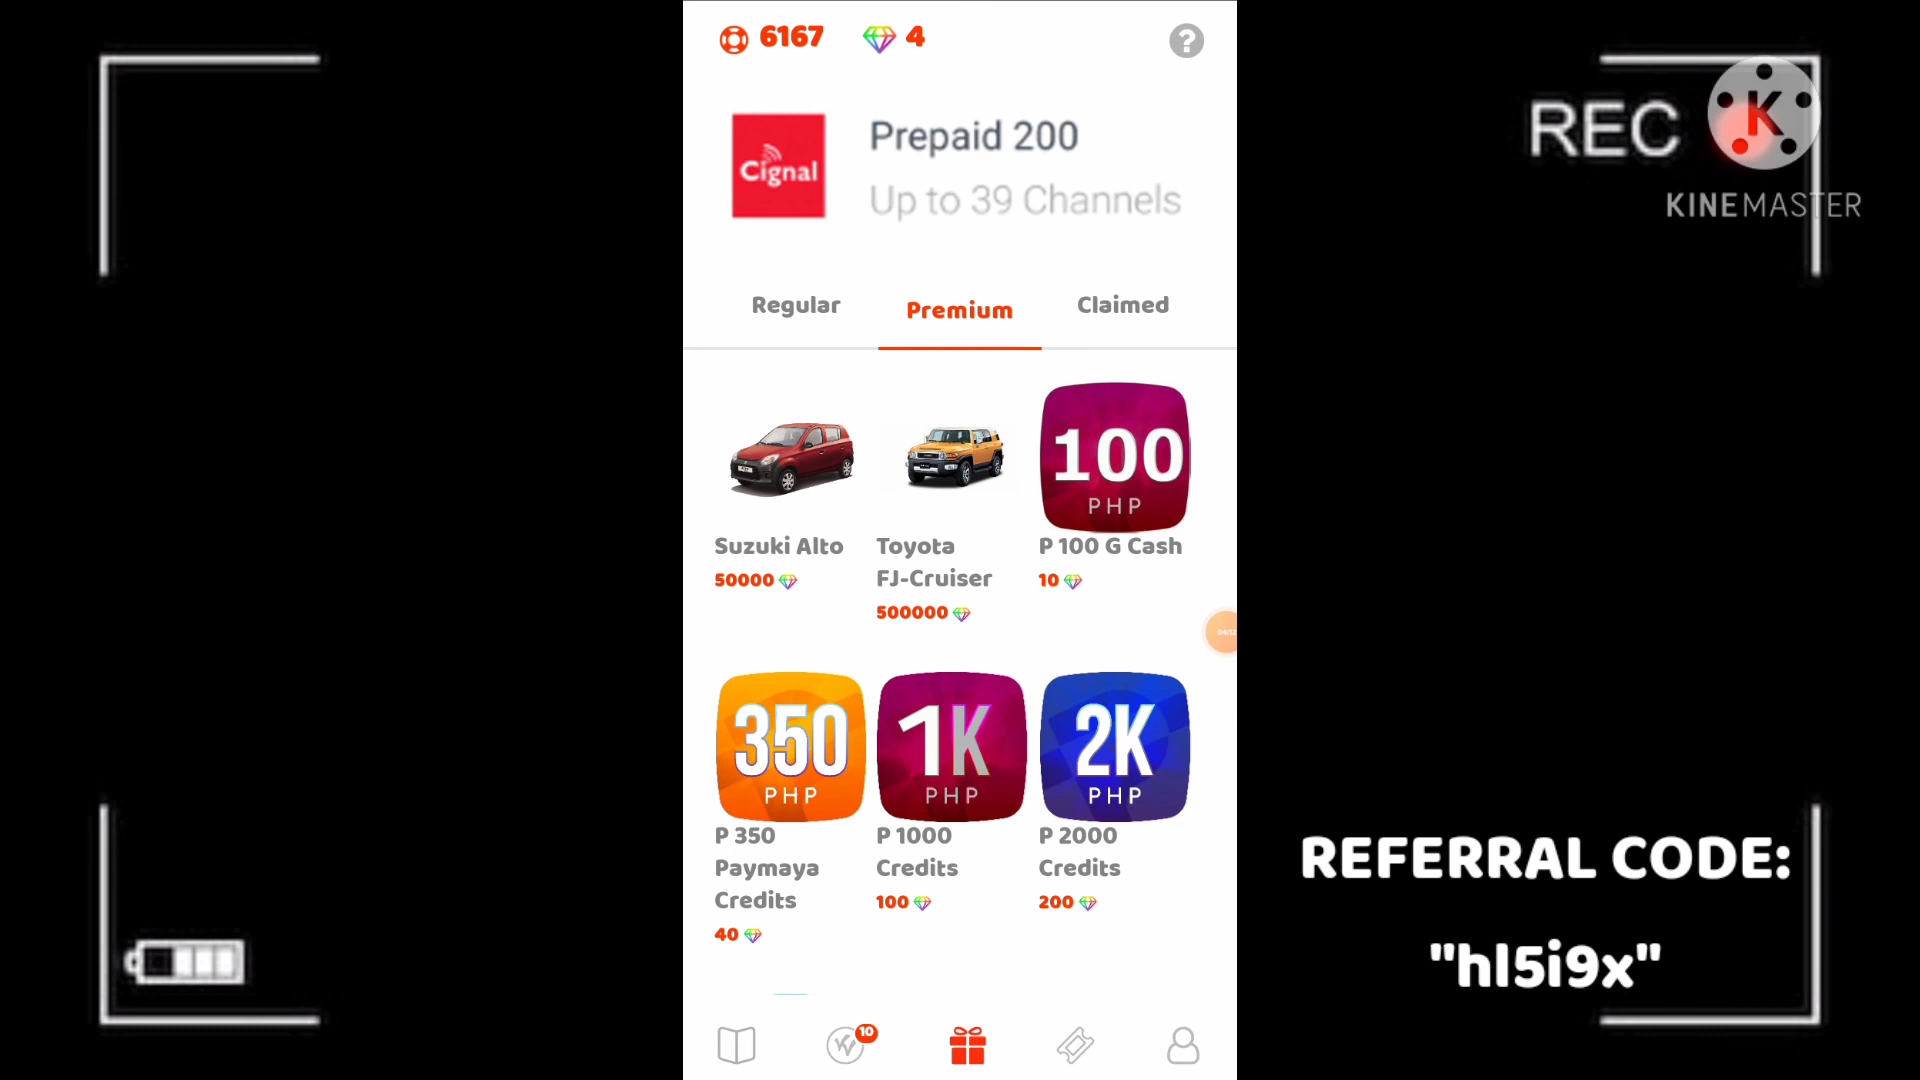 6167
4
?
REC
K
KINEMASTER
Cignal
Prepaid 200
Up to 39 Channels
Regular
Premium
Claimed
100
PHP
Suzuki Alto
50000
Toyota
FJ-Cruiser
500000
P 100 G Cash
10
350
PHP
1K
PHP
2K
PHP
P 350
Paymaya
Credits
40
P 1000
Credits
100
P 2000
Credits
200
REFERRAL CODE:
"hl5i9x"
10